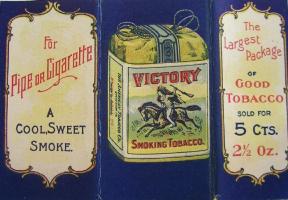 For
Pipe or Cigarette
A
COOL, SWEET
SMOKE.
VICTORY
SMOKING TOBACCO.
The
Largest
Package
OF
GOOD
TOBACCO
SOLD FOR
5 CTS.
2½ OZ.